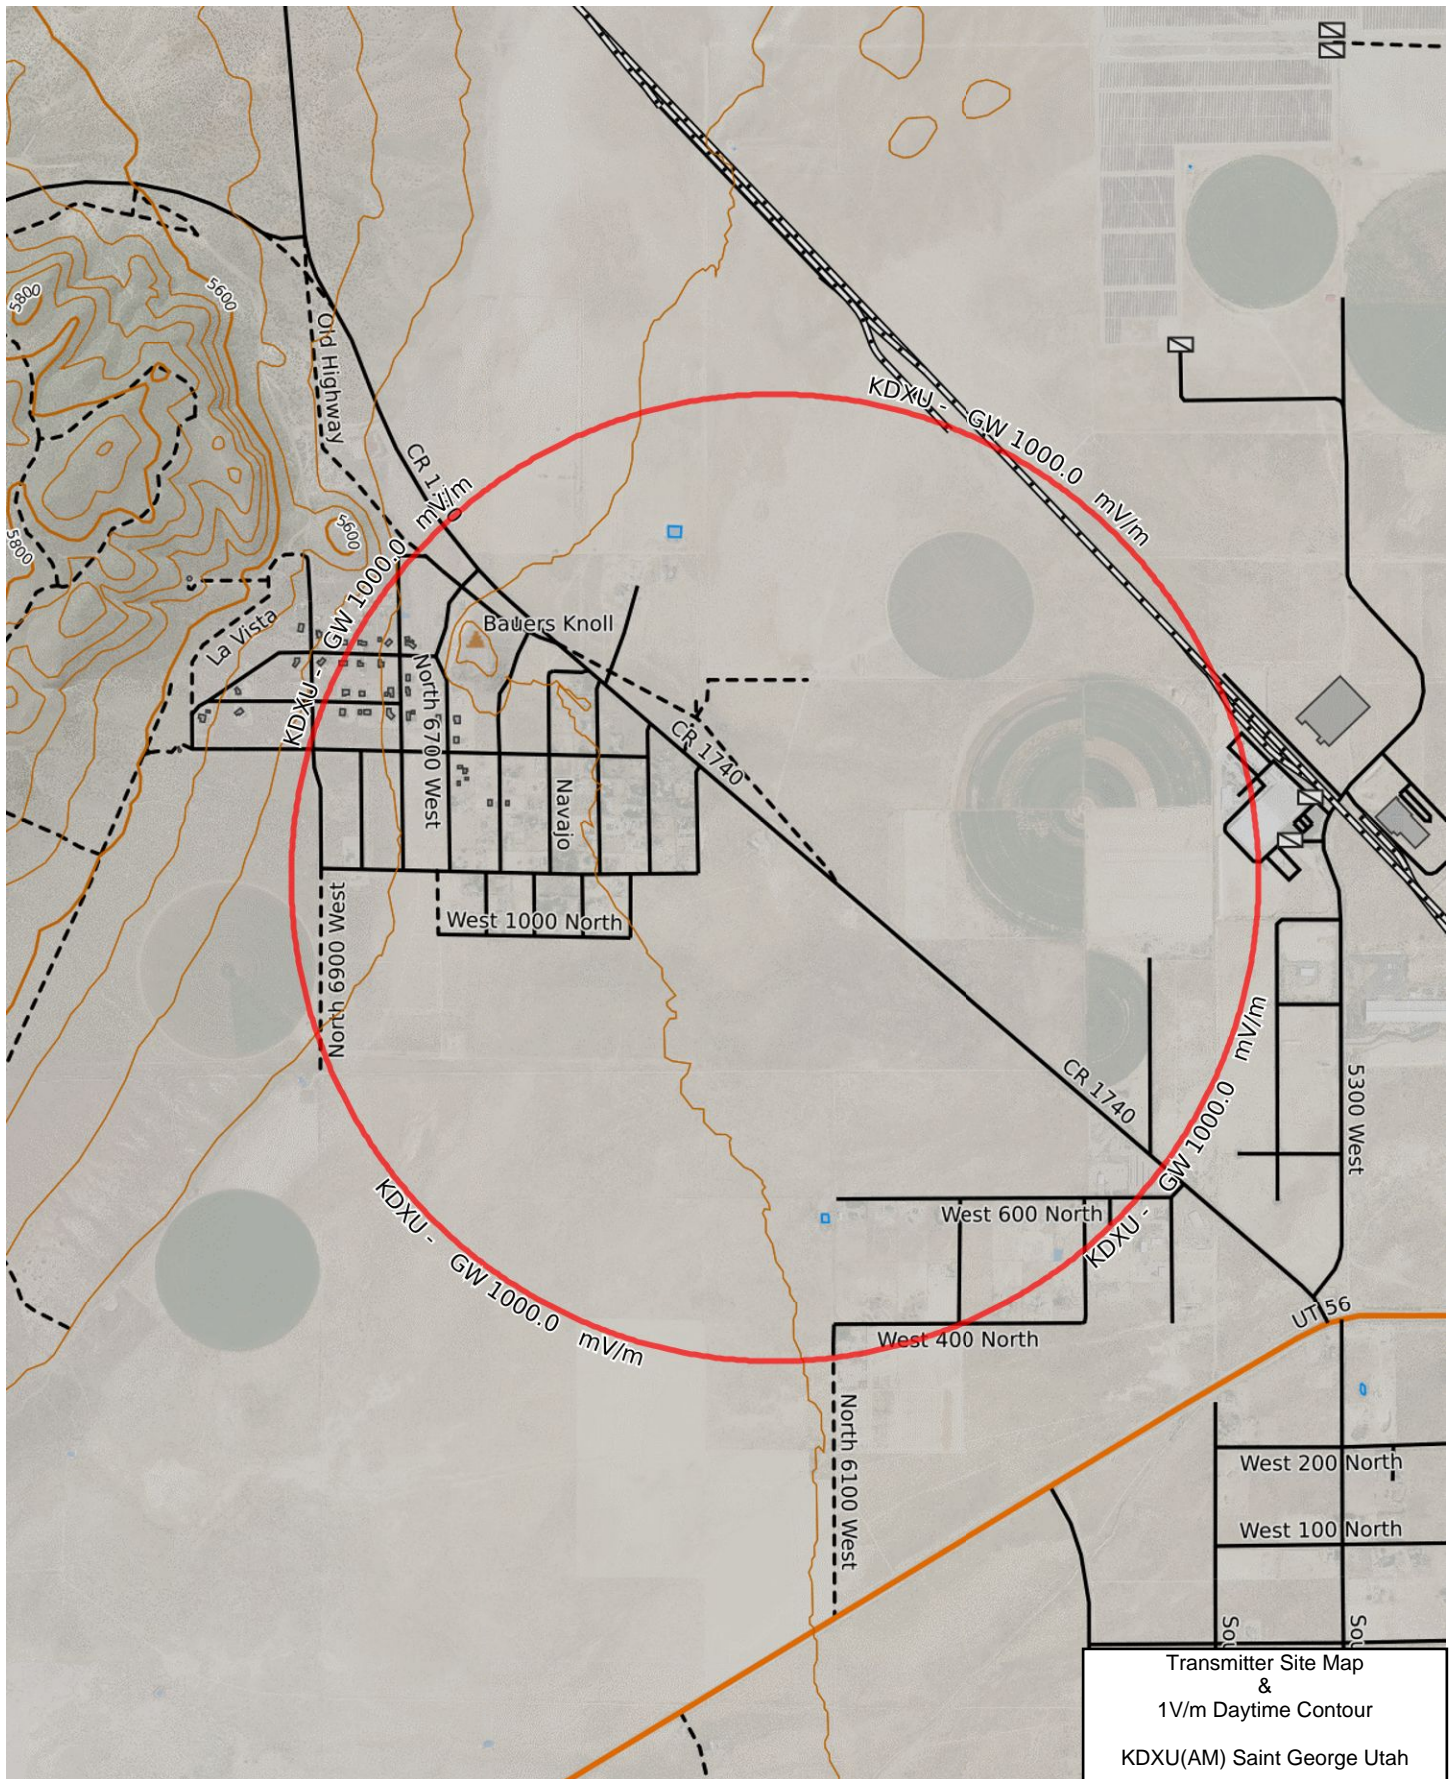 5800
5600
Old Highway
CR 1
KDXU - GW 1000.0 mV/m
KDXU - GW 1000.0 mV/m
5600
5800
La Vista
Bauers Knoll
North 6700 West
CR 1740
Navajo
West 1000 North
North 6900 West
CR 1740
KDXU - GW 1000.0 mV/m
5300 West
West 600 North
KDXU - GW 1000.0 mV/m
UT 56
West 400 North
North 6100 West
West 200 North
West 100 North
Sou
Sou
Transmitter Site Map
&
1V/m Daytime Contour
KDXU(AM) Saint George Utah